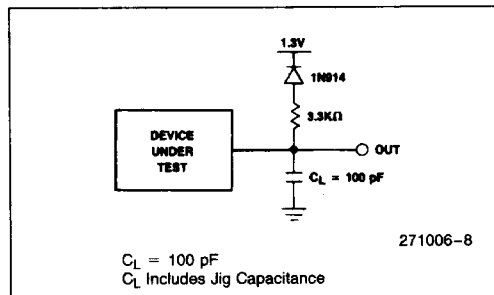 1.3V
1N914
3.3KΩ
DEVICE
UNDER
TEST
OUT
C_L = 100 pF
271006-8
C_L = 100 pF
C_L Includes Jig Capacitance